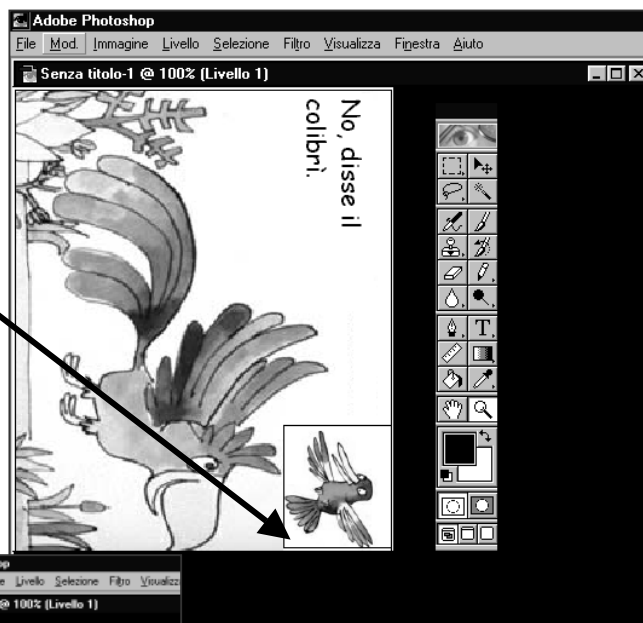 Adobe Photoshop
File Mod. Immagine Livello Selezione Filtro Visualizza Finestra Aiuto
Senza titolo-1 @ 100% (Livello 1)
No, disse il
colibrì.
T
op
e Livello Selezione Filtro Visualizz
@ 100% (Livello 1)